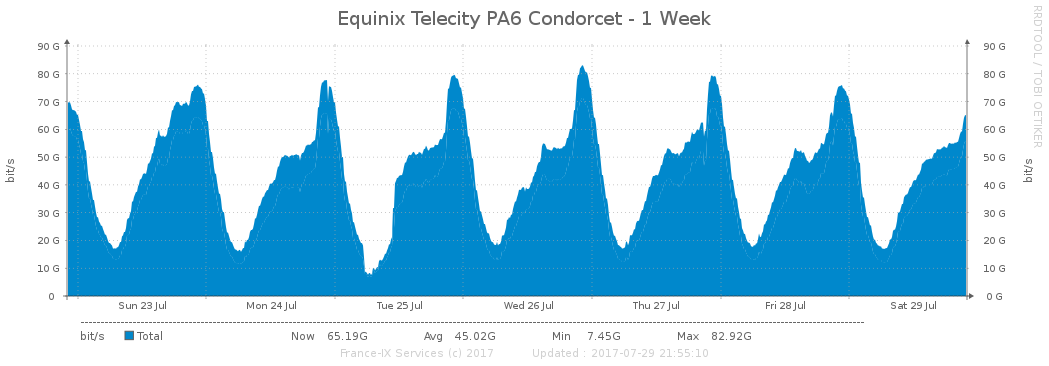 Equinix Telecity PA6 Condorcet - 1 Week
RRDTOOL / TOBI OETIKER
bit/s
90 G
80 G
70 G
60 G
50 G
40 G
30 G
20 G
10 G
0
90 G
80 G
70 G
60 G
50 G
40 G
30 G
20 G
10 G
0 G
bit/s
Sun 23 Jul Mon 24 Jul Tue 25 Jul Wed 26 Jul Thu 27 Jul Fri 28 Jul Sat 29 Jul
bit/s Total Now 65.19G Avg 45.02G Min 7.45G Max 82.92G
France-IX Services (c) 2017 Updated : 2017-07-29 21:55:10